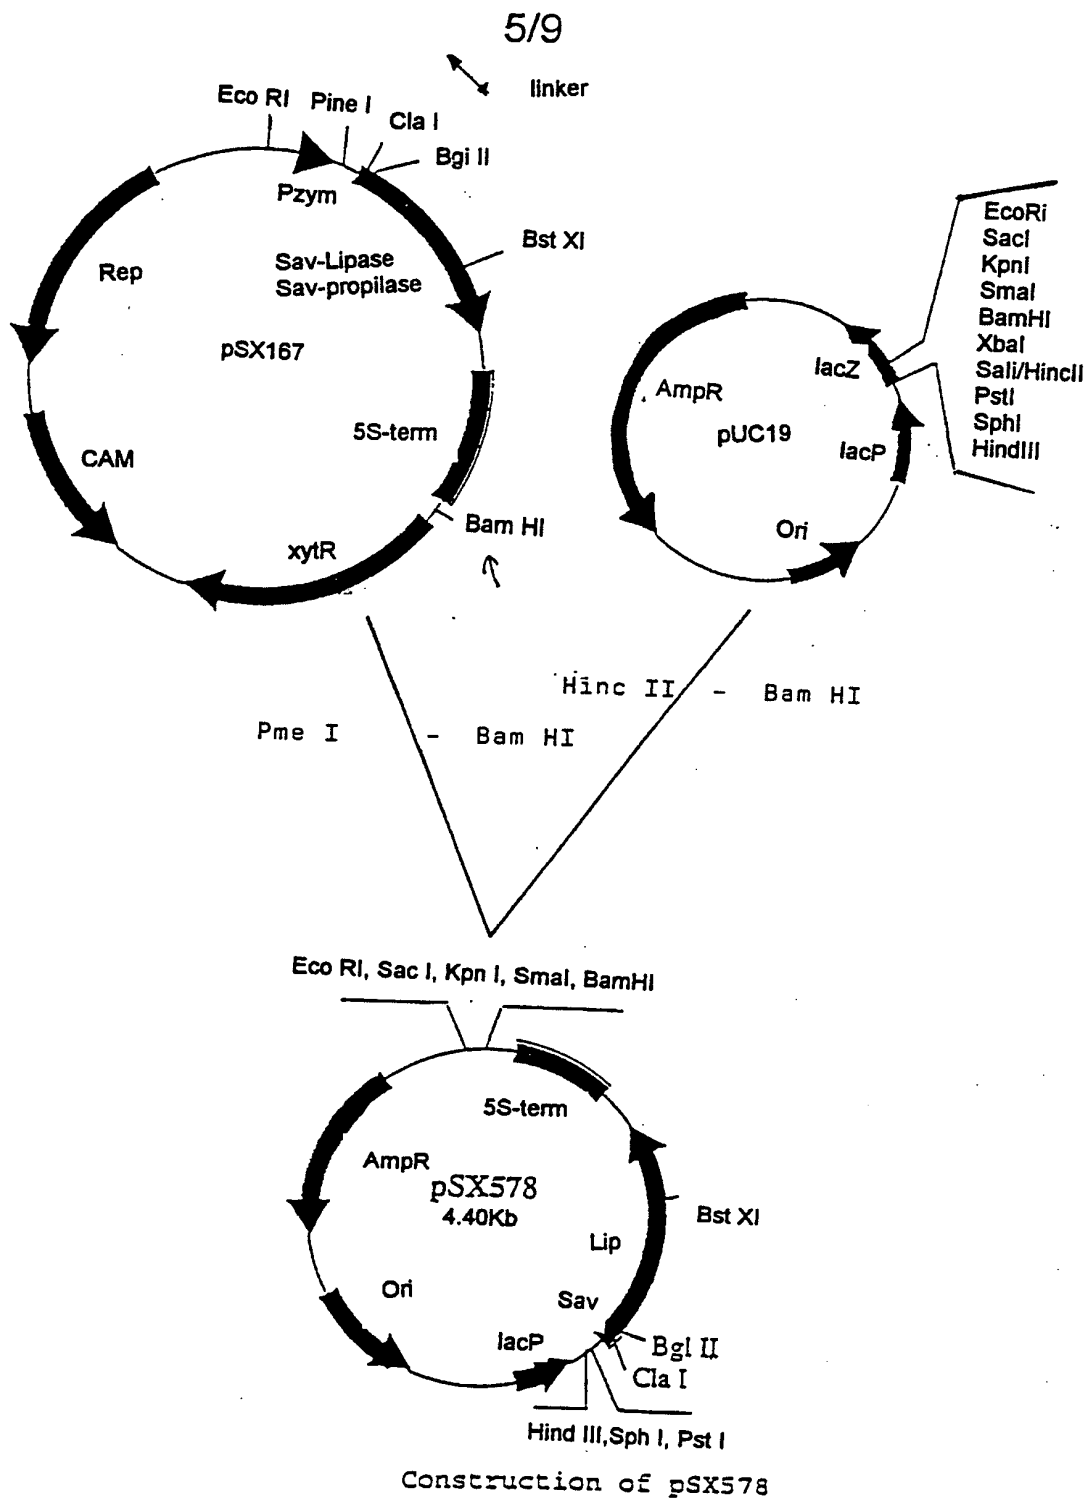 5/9
linker
Eco RI
Pine I
Cla I
Bgi II
Pzym
Bst XI
Sav-Lipase
Sav-propilase
Rep
pSX167
5S-term
CAM
Bam HI
xytR
EcoRi
SacI
KpnI
SmaI
BamHI
XbaI
Sali/HincII
PstI
SphI
HindIII
lacZ
AmpR
pUC19
lacP
Ori
Hinc II - Bam HI
Pme I - Bam HI
Eco RI, Sac I, Kpn I, SmaI, BamHI
5S-term
AmpR
pSX578
4.40Kb
Bst XI
Lip
Ori
Sav
lacP
Bgl II
Cla I
Hind III,Sph I, Pst I
Construction of pSX578